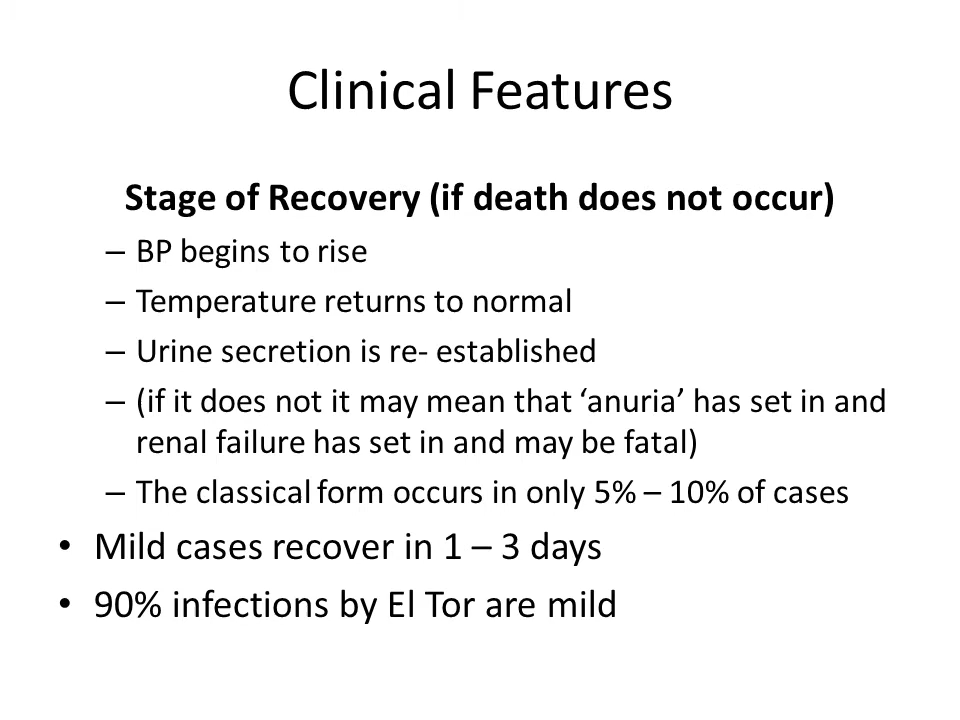 Clinical Features
Stage of Recovery (if death does not occur)
– BP begins to rise
– Temperature returns to normal
– Urine secretion is re- established
– (if it does not it may mean that ‘anuria’ has set in and
renal failure has set in and may be fatal)
– The classical form occurs in only 5% – 10% of cases
• Mild cases recover in 1 – 3 days
• 90% infections by El Tor are mild